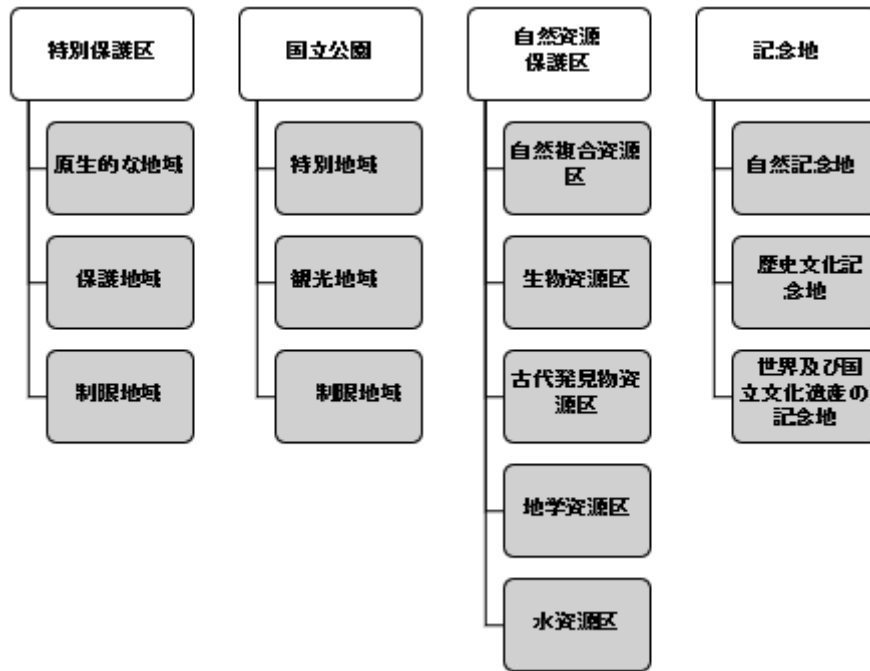 特別保護区
原生的な地域
保護地域
制限地域
国立公園
特別地域
観光地域
制限地域
自然資源
保護区
自然複合資源
区
生物資源区
古代発見物資
源区
地学資源区
水資源区
記念地
自然記念地
歴史文化記
念地
世界及び国
立文化遺産の
記念地